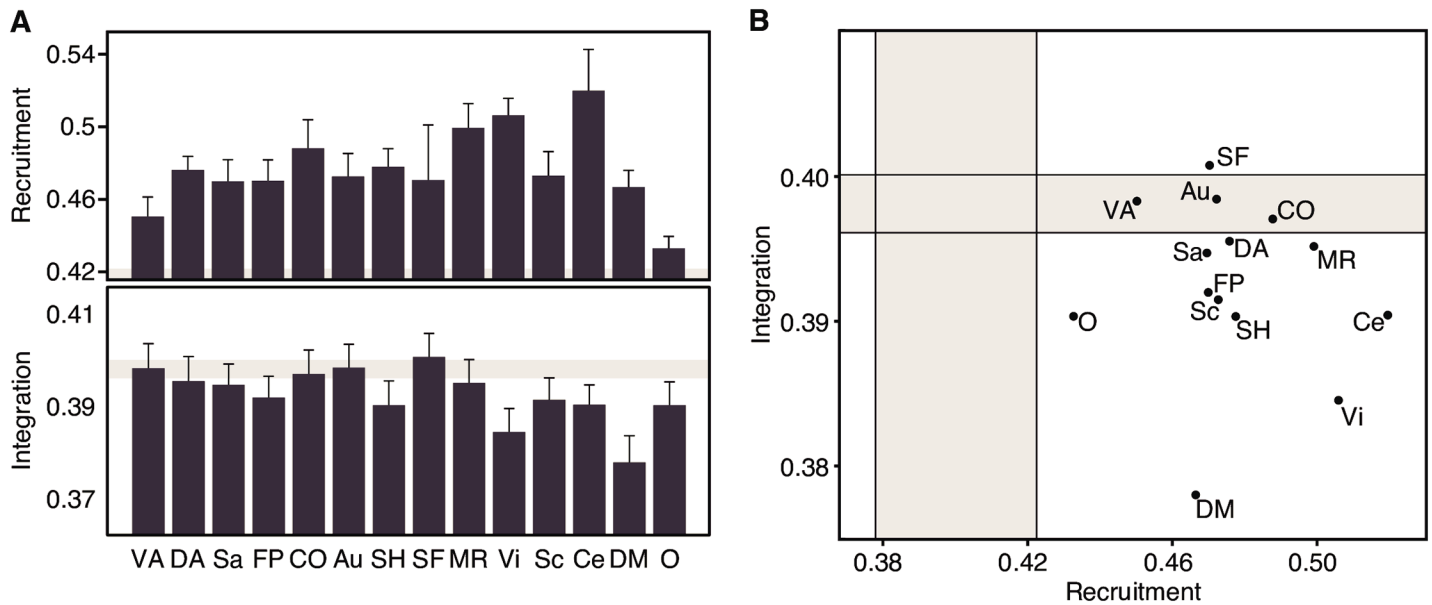 A
Recruitment
0.54
0.5
0.46
0.42
Integration
0.41
0.39
0.37
VA DA Sa FP CO Au SH SF MR Vi Sc Ce DM O
B
Integration
0.40
0.39
0.38
SF
Au
VA
CO
Sa
DA
MR
FP
Sc
SH
O
Ce
Vi
DM
0.38 0.42 0.46 0.50
Recruitment